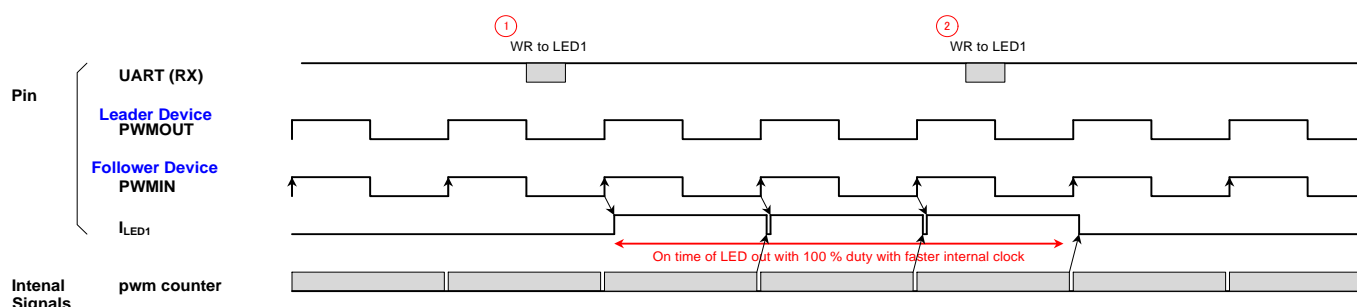 ①
WR to LED1
②
WR to LED1
Pin
UART (RX)
Leader Device
PWMOUT
Follower Device
PWMIN
ILED1
On time of LED out with 100 % duty with faster internal clock
Intenal
Signals
pwm counter